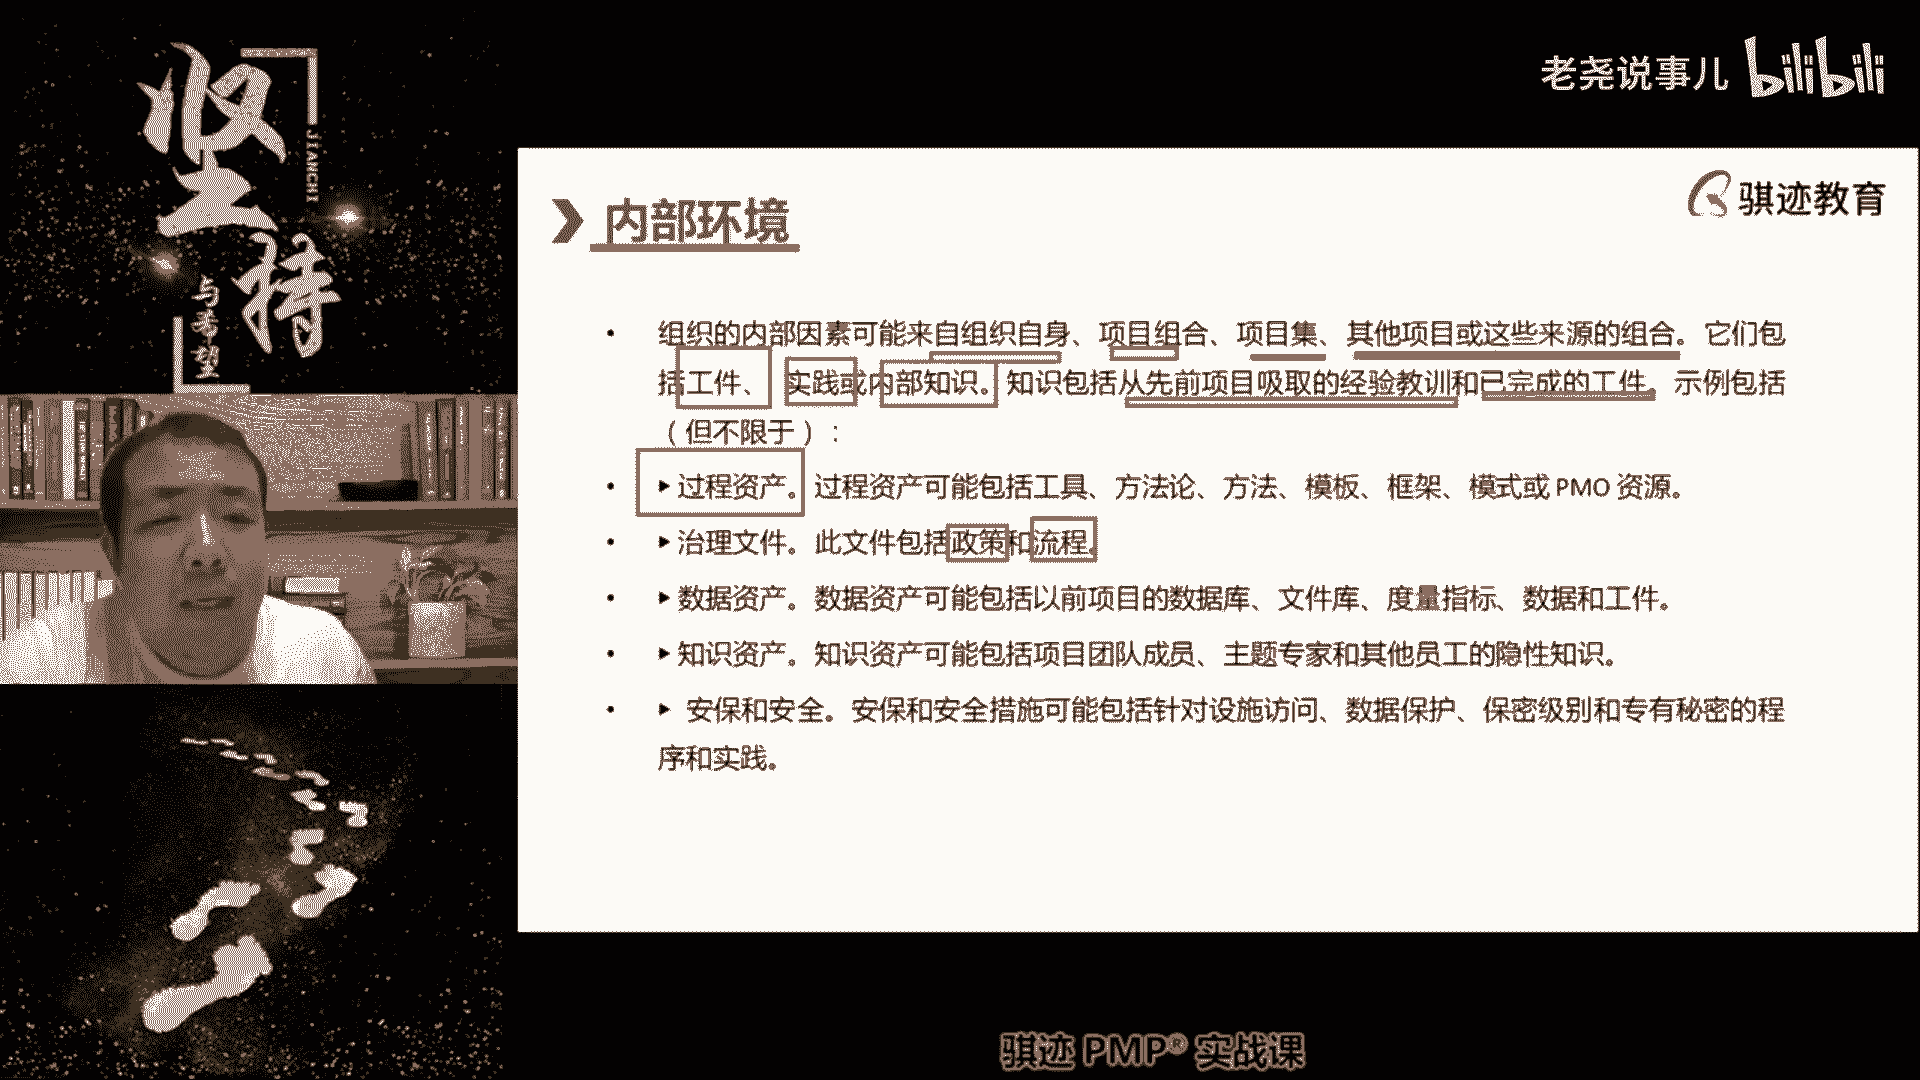 坚持
JIANCHI
与希望
老尧说事儿 bilibili
骐迹教育
内部环境
• 组织的内部因素可能来自组织自身、项目组合、项目集、其他项目或这些来源的组合。它们包
括工件、实践或内部知识。知识包括从先前项目吸取的经验教训和已完成的工件。示例包括
（但不限于）：
• ▶过程资产。过程资产可能包括工具、方法论、方法、模板、框架、模式或 PMO 资源。
• ▶治理文件。此文件包括政策和流程。
• ▶数据资产。数据资产可能包括以前项目的数据库、文件库、度量指标、数据和工件。
• ▶知识资产。知识资产可能包括项目团队成员、主题专家和其他员工的隐性知识。
• ▶ 安保和安全。安保和安全措施可能包括针对设施访问、数据保护、保密级别和专有秘密的程
序和实践。
骐迹 PMP® 实战课